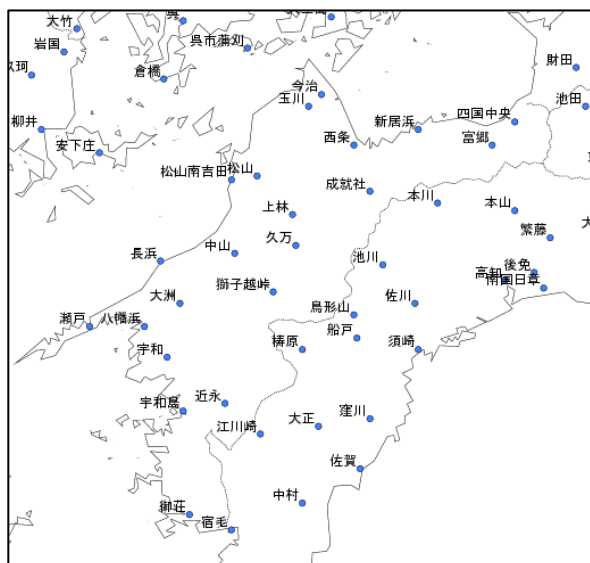 大竹
呉
岩国
呉市蒲刈
玖珂
倉橋
財田
今治
玉川
池田
柳井
新居浜
四国中央
安下庄
西条
富郷
松山南吉田
松山
成就社
上林
本川
本山
繁藤
久万
中山
長浜
池川
高知
後免
南国日章
大洲
獅子越峠
佐川
瀬戸
八幡浜
鳥形山
船戸
宇和
梼原
須崎
近永
宇和島
江川崎
大正
窪川
佐賀
中村
御荘
宿毛